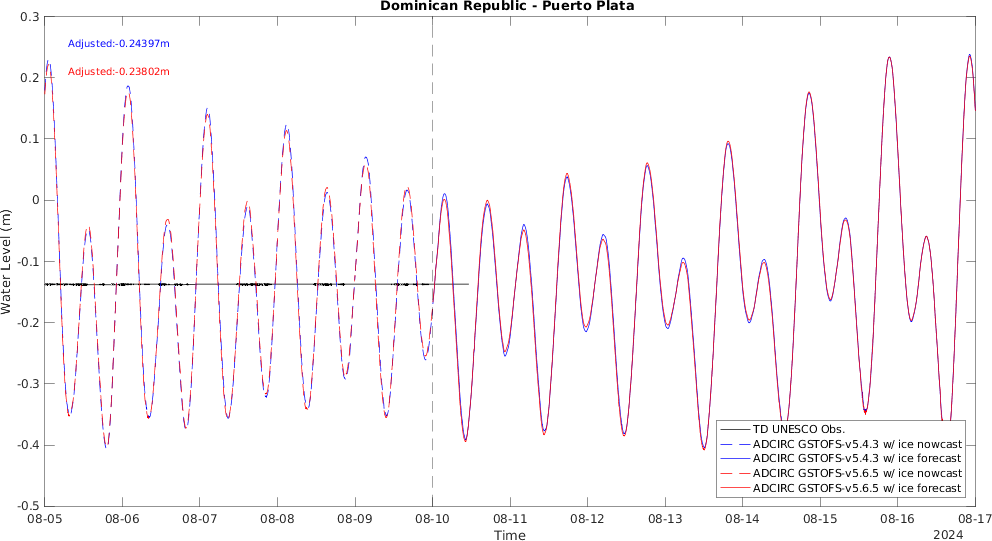 Dominican Republic - Puerto Plata
Adjusted:-0.24397m
Adjusted:-0.23802m
Water Level (m)
0.3
0.2
0.1
0
-0.1
-0.2
-0.3
-0.4
-0.5
TD UNESCO Obs.
ADCIRC GSTOFS-v5.4.3 w/ ice nowcast
ADCIRC GSTOFS-v5.4.3 w/ ice forecast
ADCIRC GSTOFS-v5.6.5 w/ ice nowcast
ADCIRC GSTOFS-v5.6.5 w/ ice forecast
08-05 08-06 08-07 08-08 08-09 08-10 08-11 08-12 08-13 08-14 08-15 08-16 08-17
Time
2024